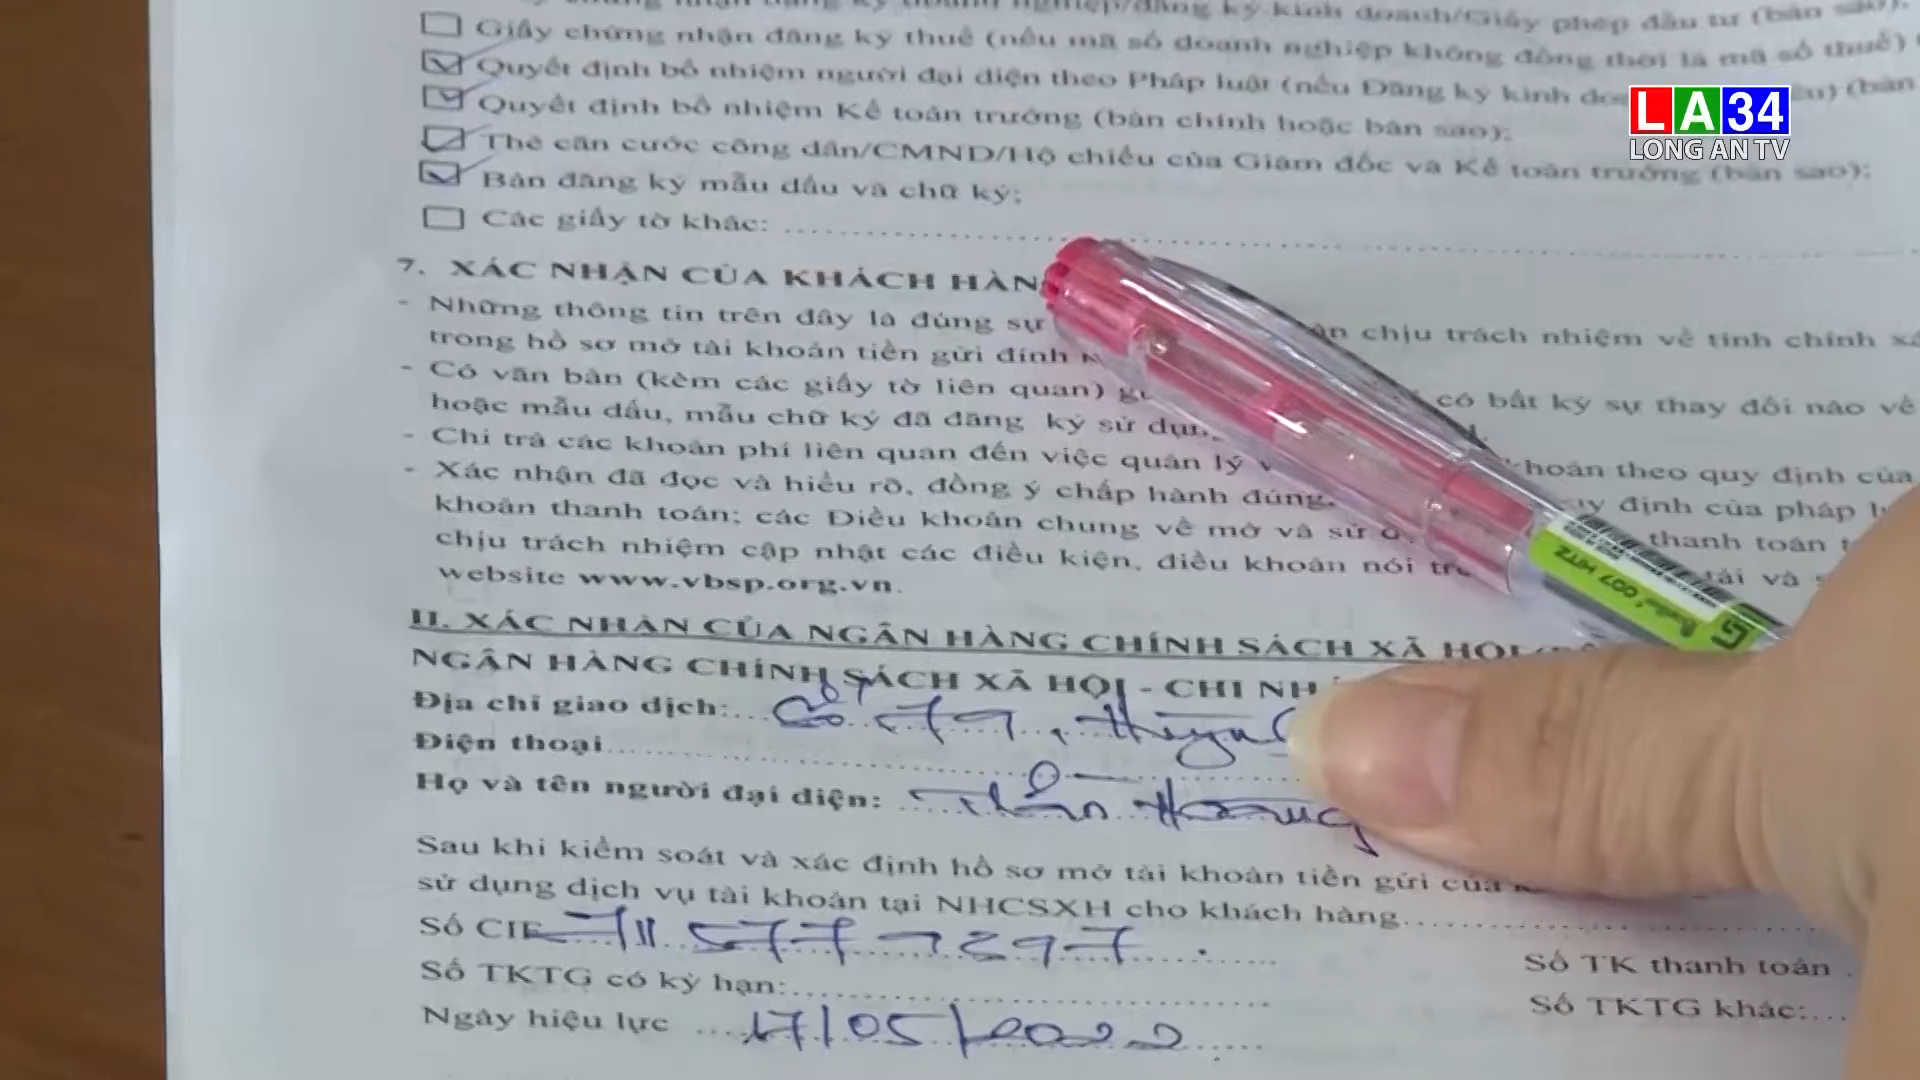 Giấy chứng nhận đăng ký thuế (nếu mã số doanh nghiệp không đồng thời là mã số thuế)
Quyết định bổ nhiệm người đại diện theo Pháp luật (nếu Đăng ký kinh
Quyết định bổ nhiệm Kế toán trưởng (bản chính hoặc bản sao);
Thẻ căn cước công dân/CMND/Hộ chiếu của Giám đốc và Kế toán trưởng (bản sao);
Bản đăng ký mẫu dấu và chữ ký;
Các giấy tờ khác:
LA34
LONG AN TV
7. XÁC NHẬN CỦA KHÁCH HÀN
- Những thông tin trên đây là đúng sự chịu trách nhiệm về tính chính
trong hồ sơ mở tài khoản tiền gửi đính
- Có văn bản (kèm các giấy tờ liên quan) có bất kỳ sự thay đổi nào về
hoặc mẫu dấu, mẫu chữ ký đã đăng ký sử
- Chi trả các khoản phí liên quan đến việc quản lý theo quy định của
- Xác nhận đã đọc và hiểu rõ, đồng ý chấp hành đúng định của pháp
khoản thanh toán; các Điều khoản chung về mở và sử thanh toán
chịu trách nhiệm cập nhật các điều kiện, điều khoản nói và
website www.vbsp.org.vn.
II. XÁC NHẬN CỦA NGÂN HÀNG CHÍNH SÁCH XÃ HỘI
NGÂN HÀNG CHÍNH SÁCH XÃ HỘI - CHI
Địa chỉ giao dịch: Số
Điện thoại
Họ và tên người đại diện:
Sau khi kiểm soát và xác định hồ sơ mở tài khoản tiền gửi của
sử dụng dịch vụ tài khoản tại NHCSXH cho khách hàng
Số CIF
Số TK thanh toán
Số TKTG có kỳ hạn:
Số TKTG khác:
Ngày hiệu lực 17/05/2022